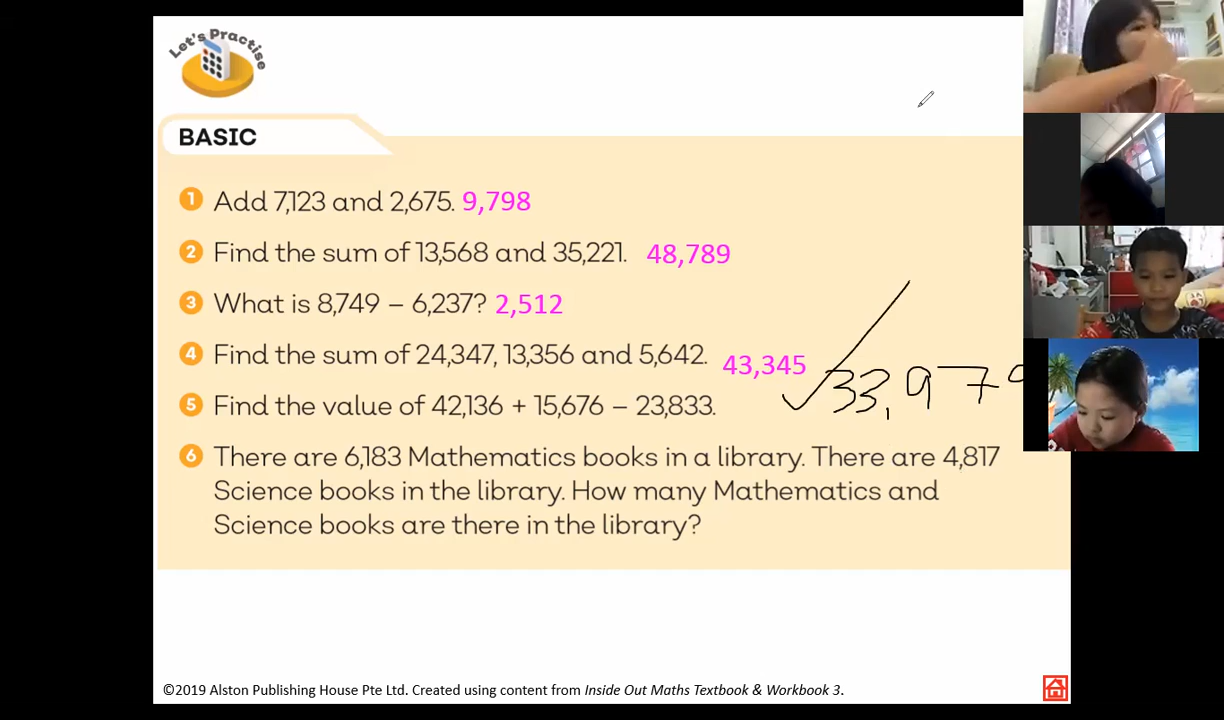 Let's Practise
BASIC
1 Add 7,123 and 2,675. 9,798
2 Find the sum of 13,568 and 35,221. 48,789
3 What is 8,749 – 6,237? 2,512
4 Find the sum of 24,347, 13,356 and 5,642. 43,345
5 Find the value of 42,136 + 15,676 – 23,833. 33,979
6 There are 6,183 Mathematics books in a library. There are 4,817
Science books in the library. How many Mathematics and
Science books are there in the library?
©2019 Alston Publishing House Pte Ltd. Created using content from Inside Out Maths Textbook & Workbook 3.